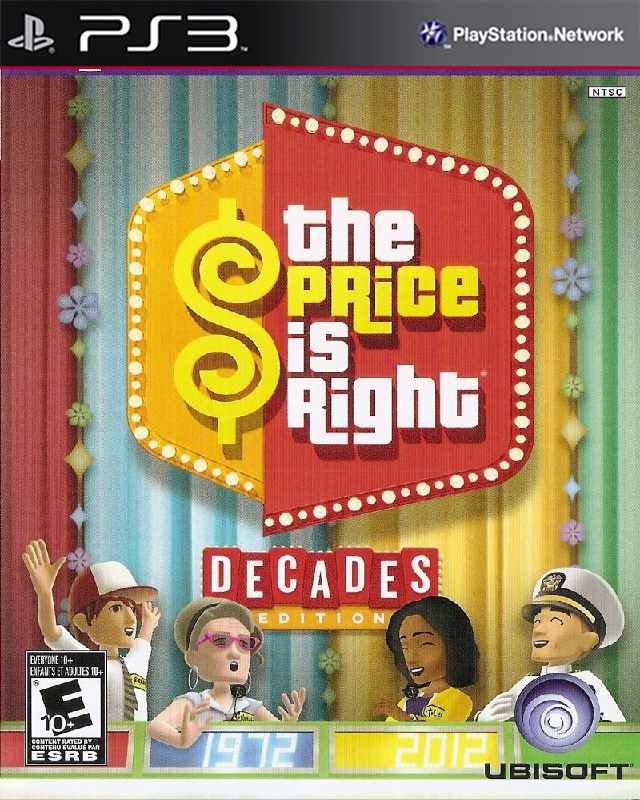 PS3™
PlayStation®Network
NTSC
$ the
PRICE
is
Right®
DECADES
EDITION
EVERYONE 10+
ENFANTS ET ADULTES 10+
E
10+
CONTENT RATED BY
CONTENU ÉVALUÉ PAR
ESRB
1972
2012
UBISOFT